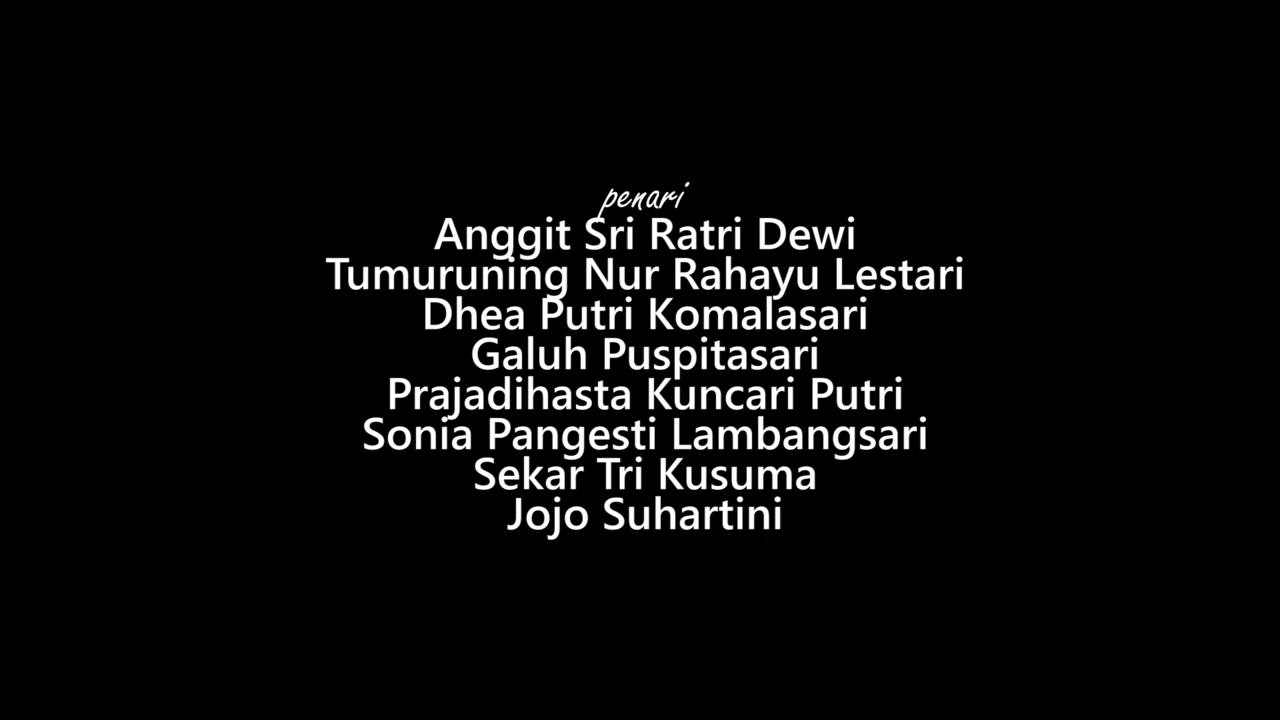 penari
Anggit Sri Ratri Dewi
Tumuruning Nur Rahayu Lestari
Dhea Putri Komalasari
Galuh Puspitasari
Prajadihasta Kuncari Putri
Sonia Pangesti Lambangsari
Sekar Tri Kusuma
Jojo Suhartini